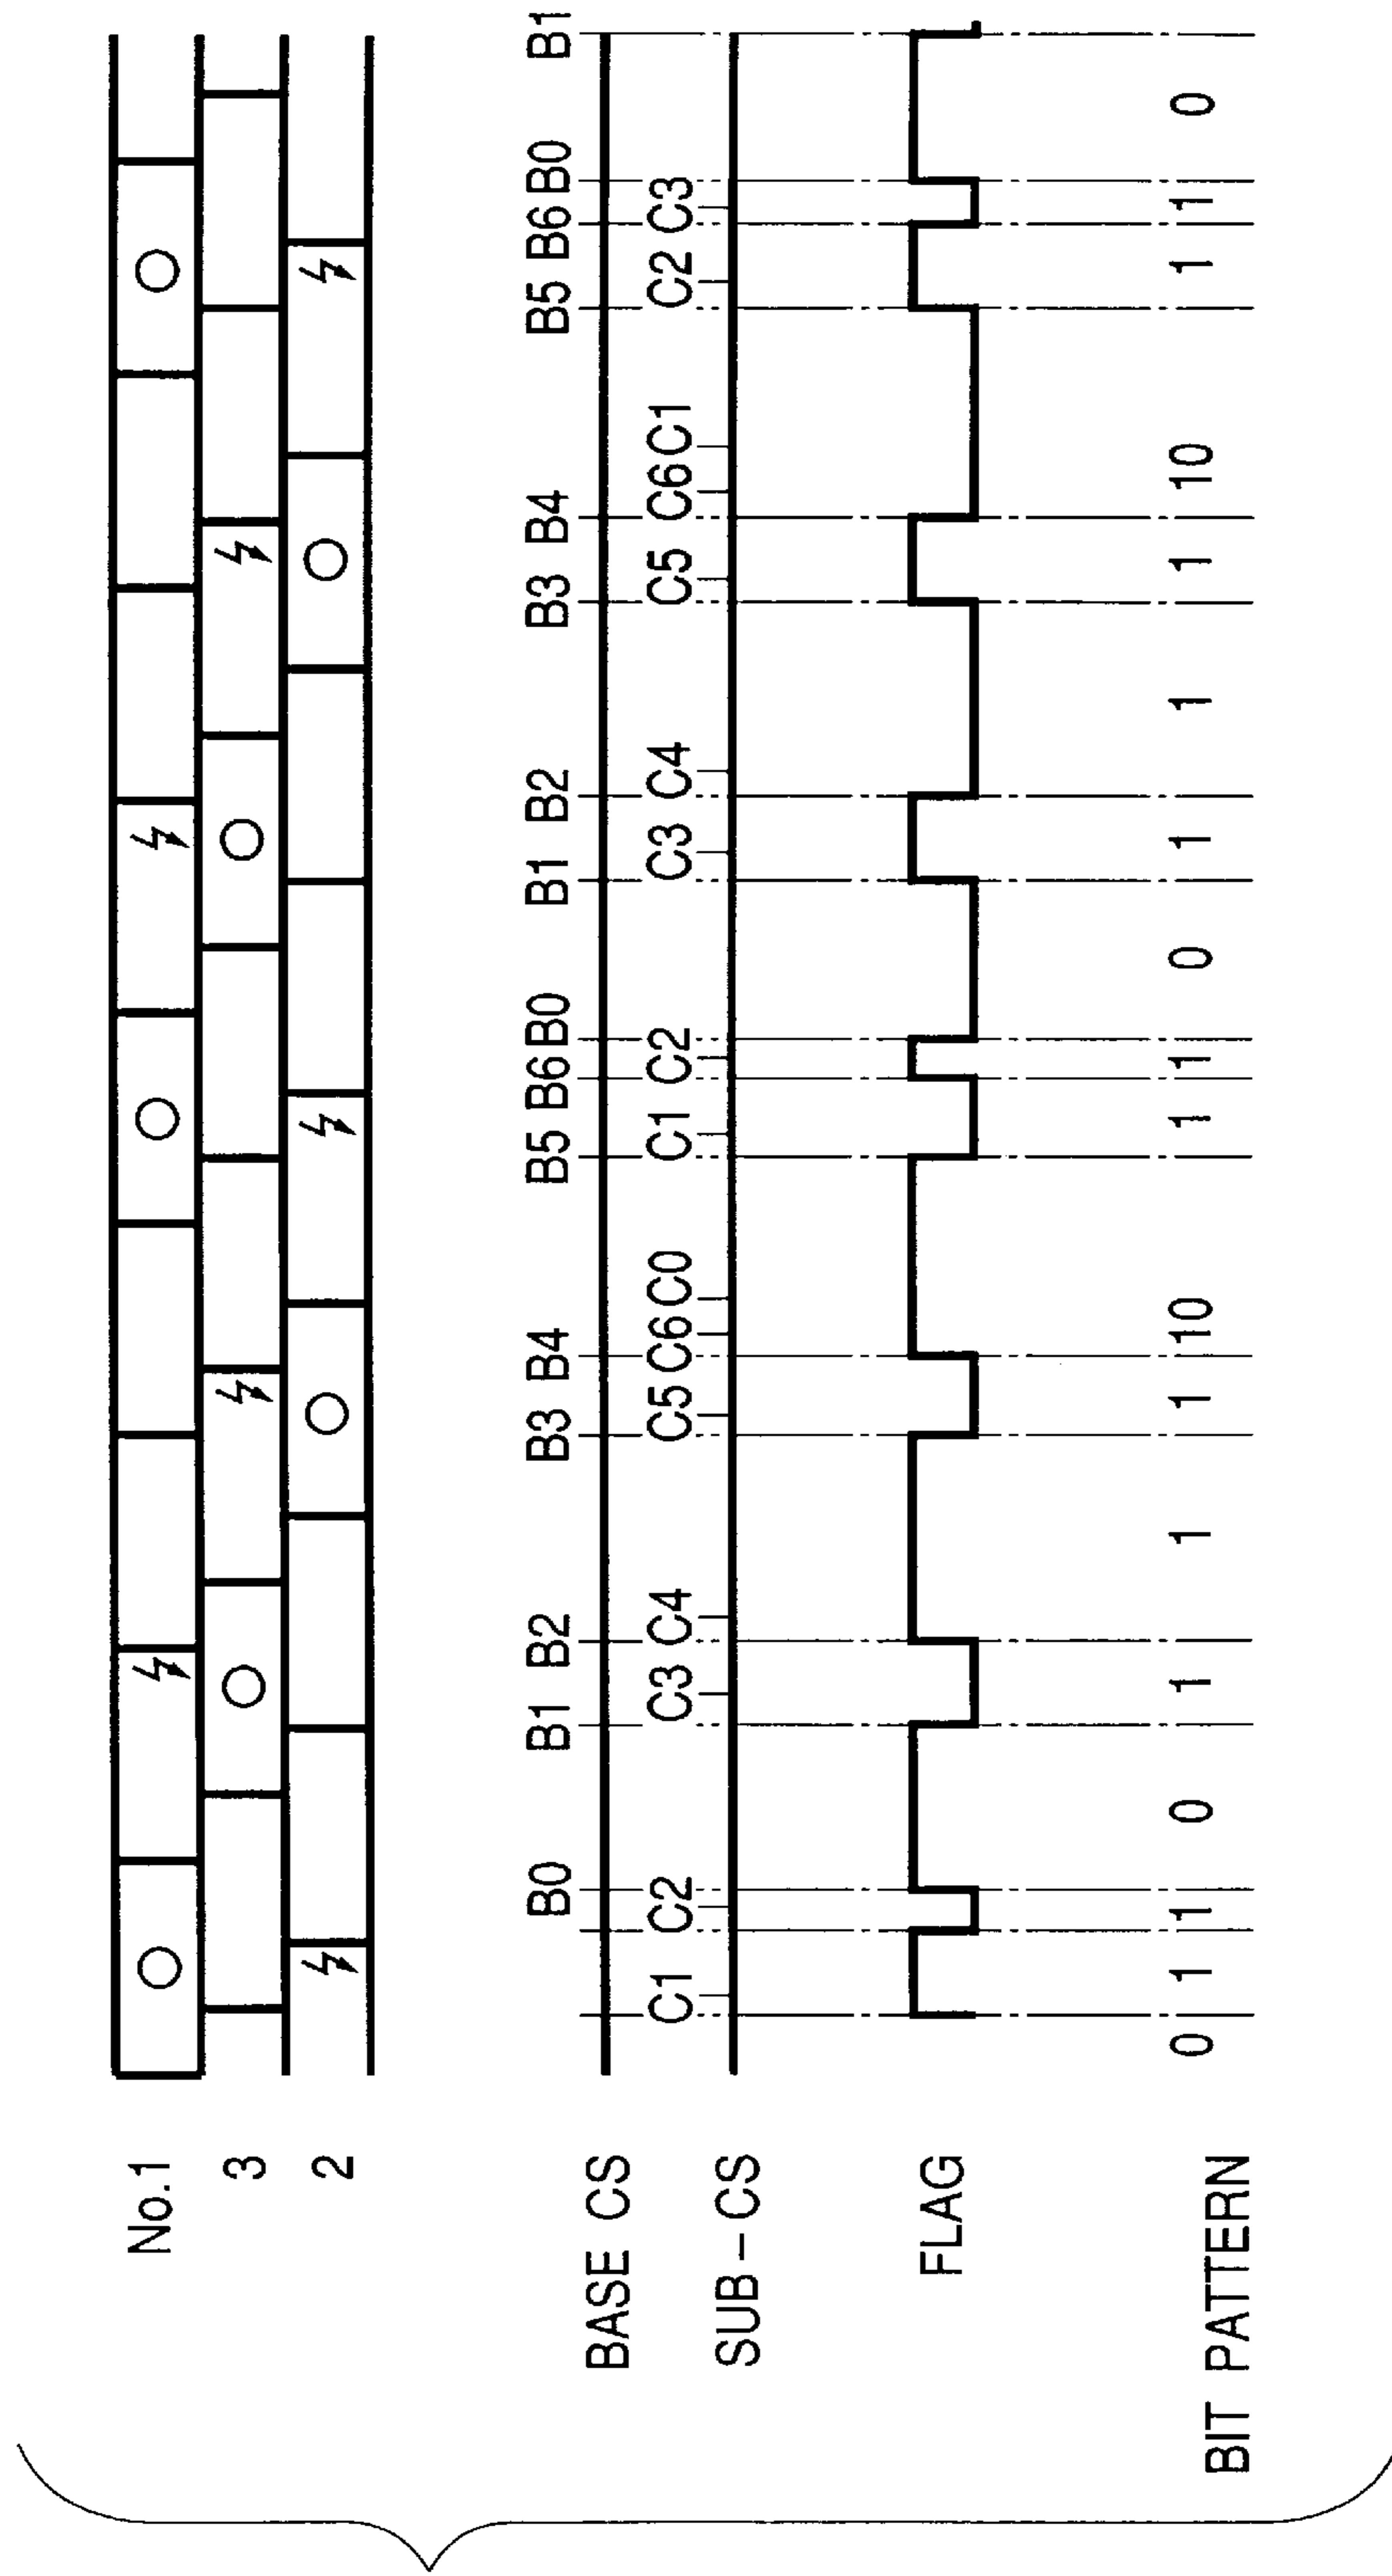 No.1
3
2
B0 B1 B2 B3 B4 B5 B6 B0 B1 B2 B3 B4 B5 B6 B0 B1
BASE CS
C1 C2 C3 C4 C5 C6 C0 C1 C2 C3 C4 C5 C6 C1 C2 C3
SUB-CS
FLAG
BIT PATTERN 0 1 1 0 1 1 1 10 1 1 0 1 1 1 10 1 1 0